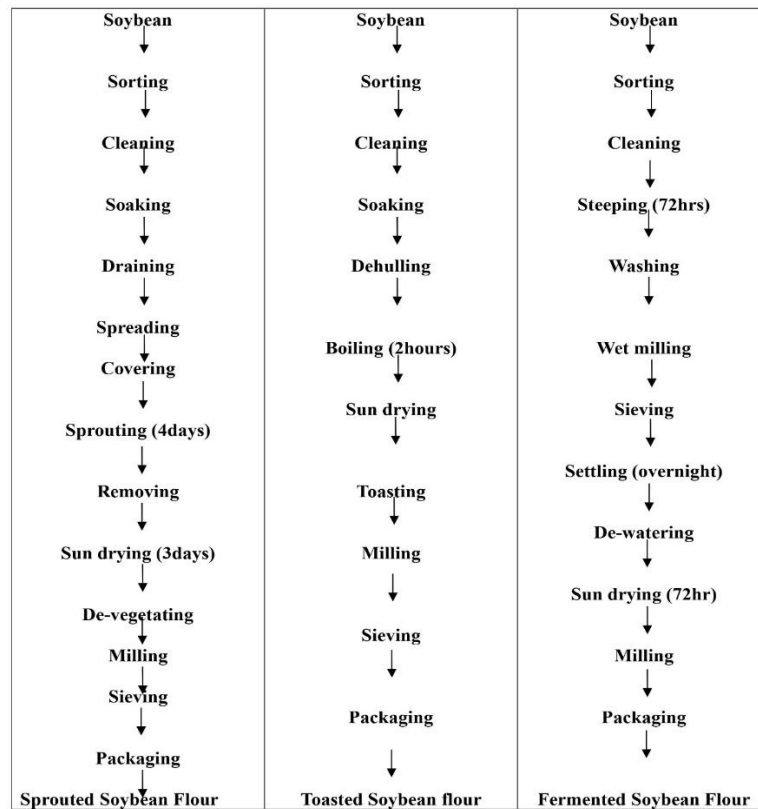 Soybean
Sorting
Cleaning
Soaking
Draining
Spreading
Covering
Sprouting (4days)
Removing
Sun drying (3days)
De-vegetating
Milling
Sieving
Packaging
Sprouted Soybean Flour
Soybean
Sorting
Cleaning
Soaking
Dehulling
Boiling (2hours)
Sun drying
Toasting
Milling
Sieving
Packaging
Toasted Soybean flour
Soybean
Sorting
Cleaning
Steeping (72hrs)
Washing
Wet milling
Sieving
Settling (overnight)
De-watering
Sun drying (72hr)
Milling
Packaging
Fermented Soybean Flour